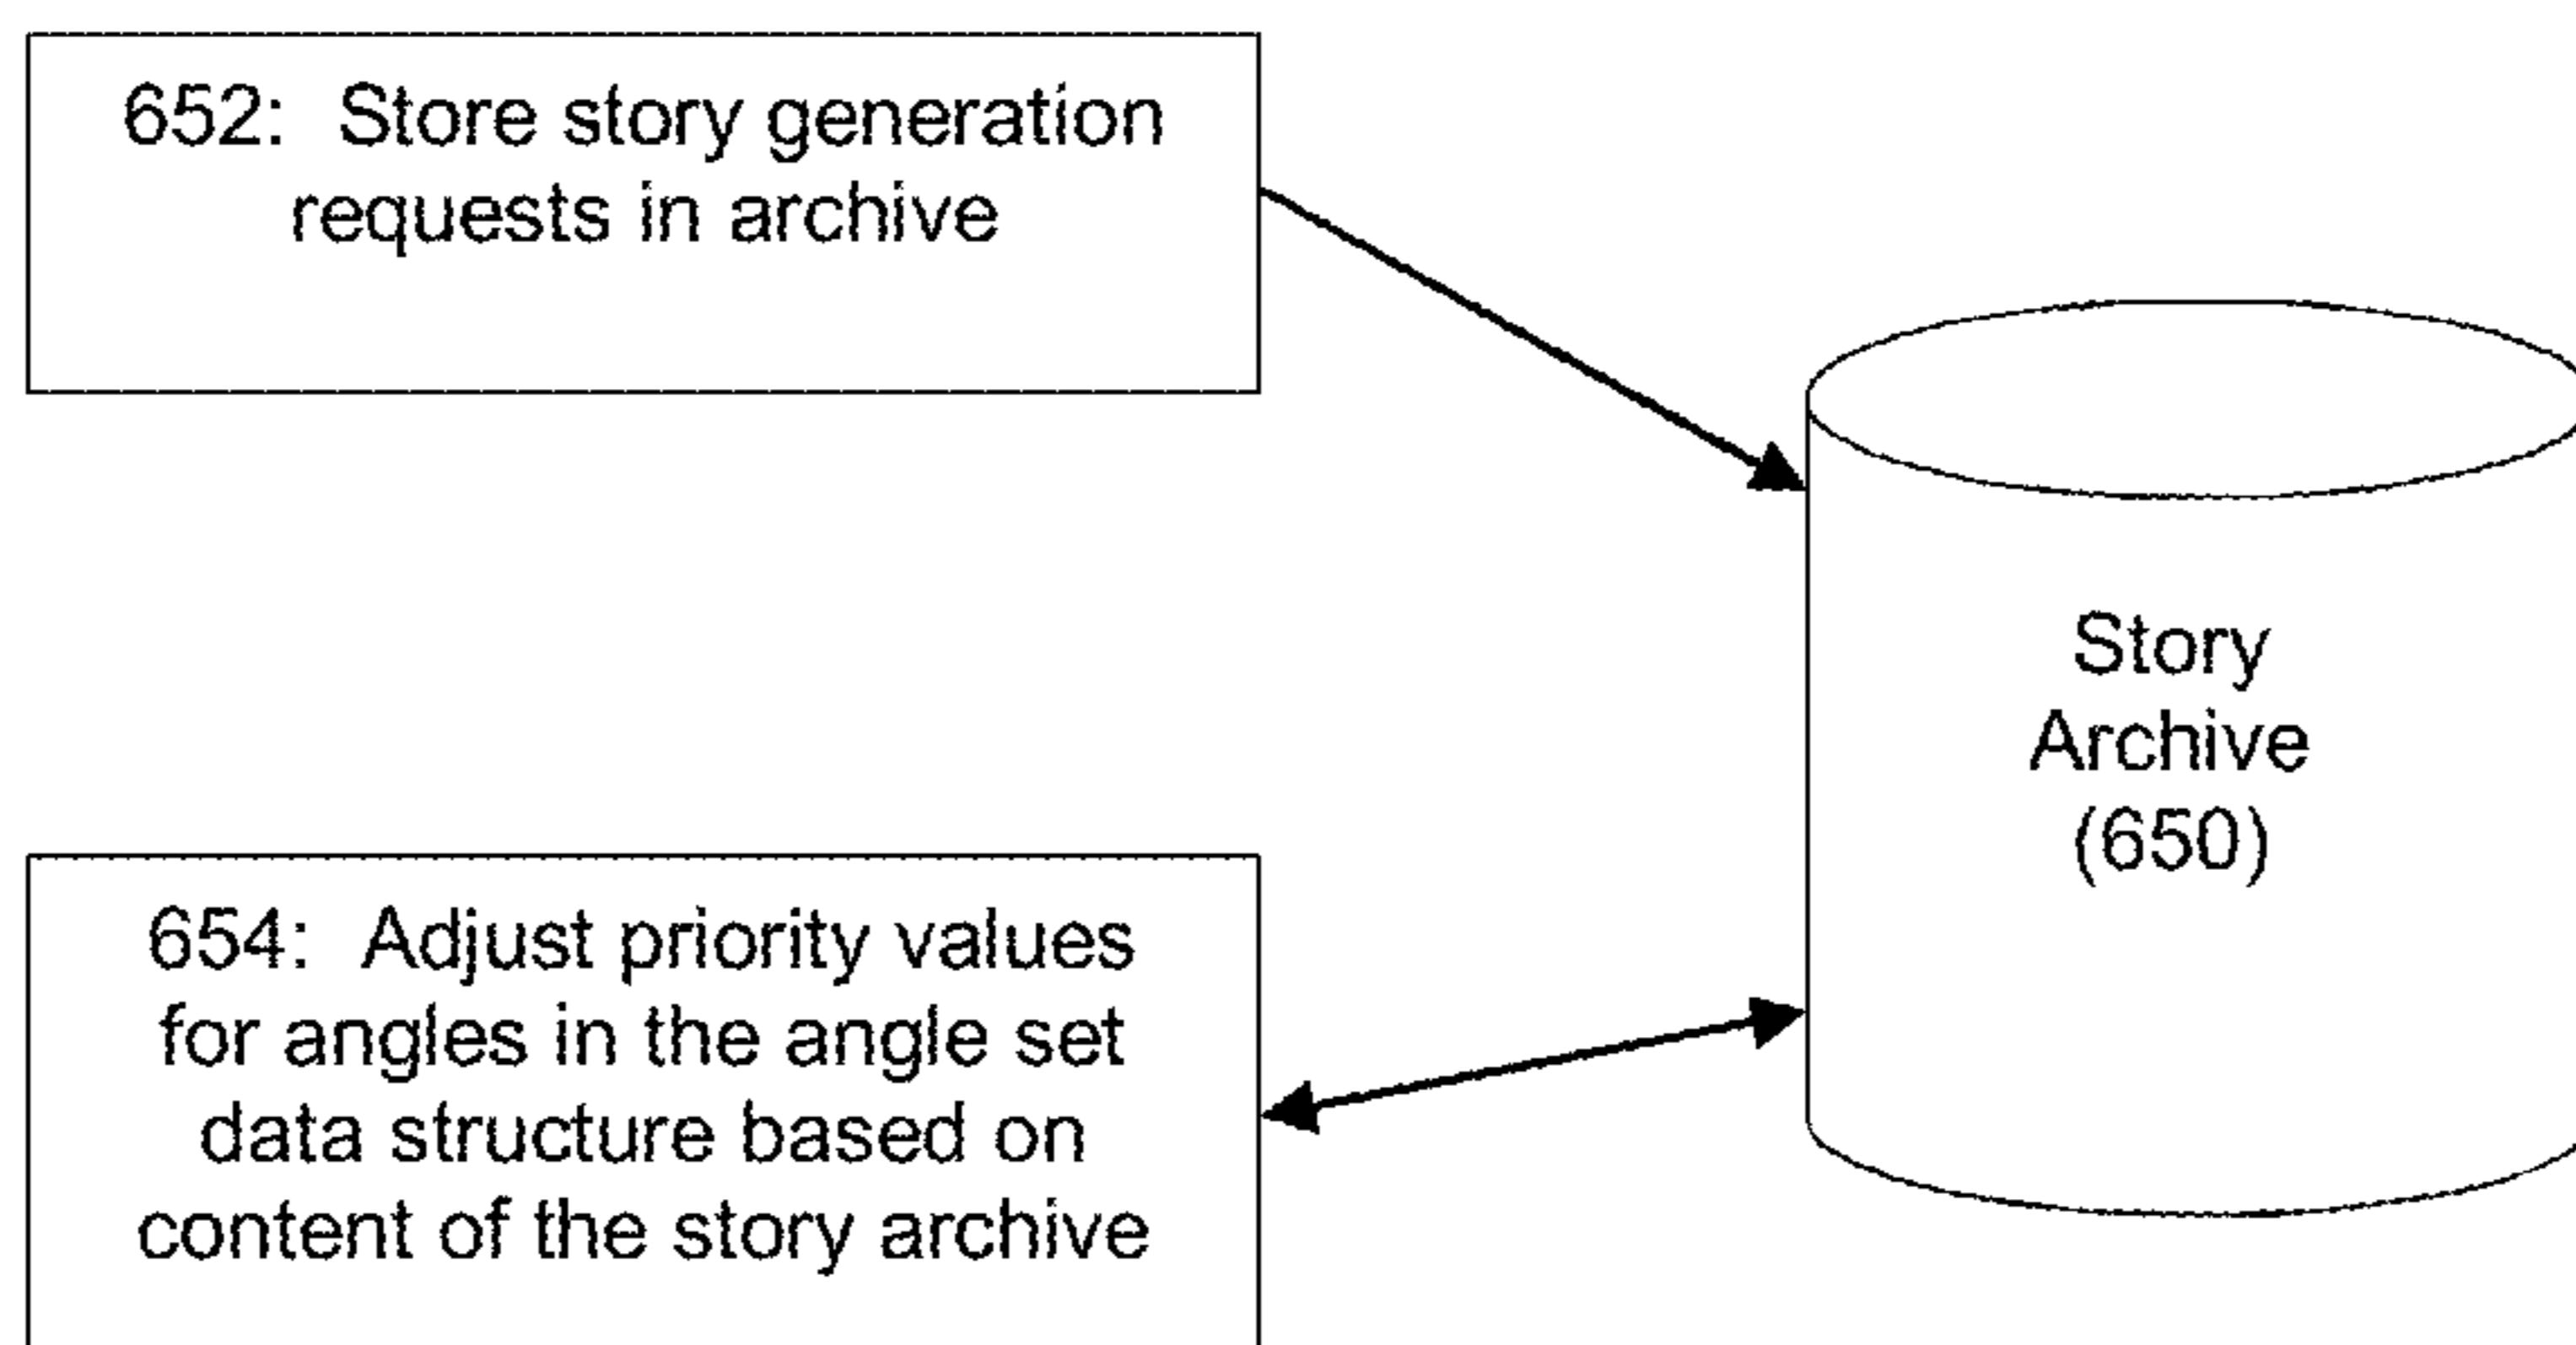 652: Store story generation
requests in archive
Story
Archive
(650)
654: Adjust priority values
for angles in the angle set
data structure based on
content of the story archive